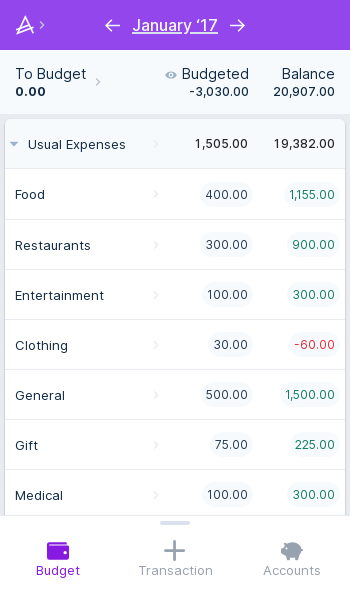 January ‘17
To Budget Budgeted Balance
0.00 -3,030.00 20,907.00
Usual Expenses 1,505.00 19,382.00
Food 400.00 1,155.00
Restaurants 300.00 900.00
Entertainment 100.00 300.00
Clothing 30.00 -60.00
General 500.00 1,500.00
Gift 75.00 225.00
Medical 100.00 300.00
Budget Transaction Accounts